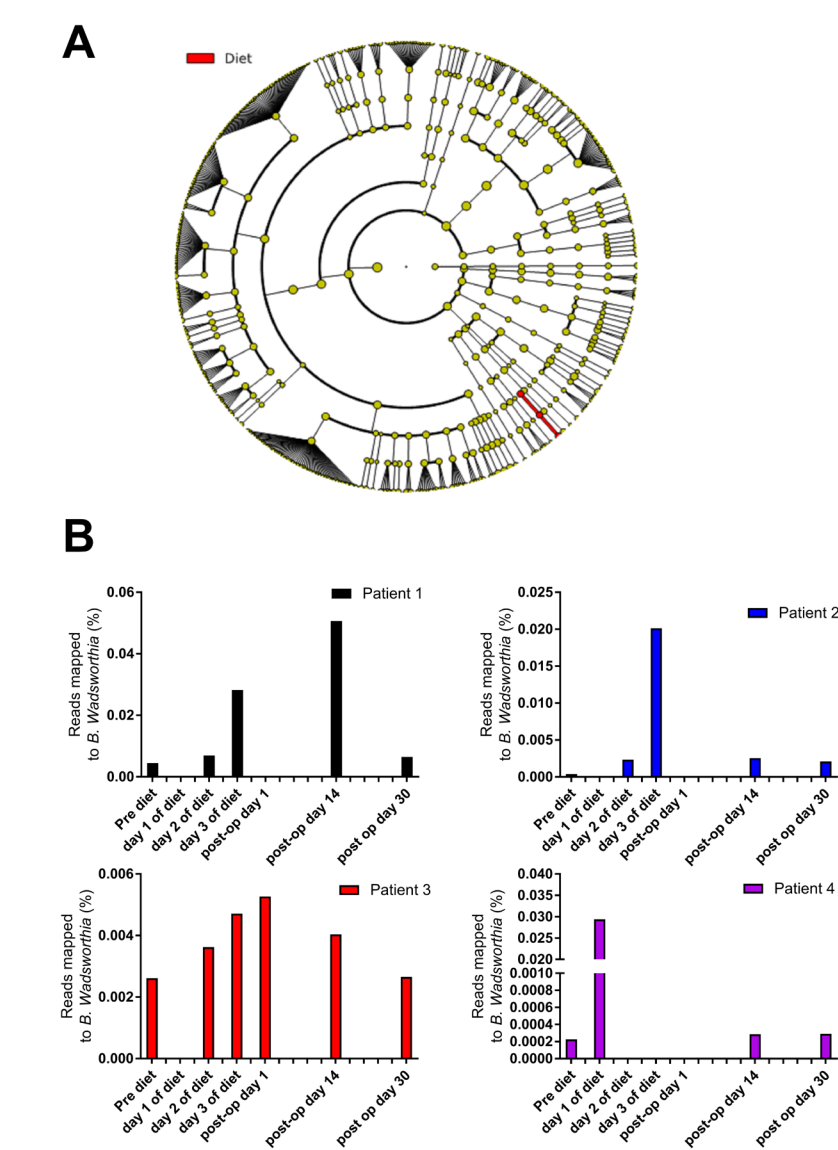 A
Diet
B
Patient 1
Reads mapped
to B. Wadsworthia (%)
0.06
0.04
0.02
0.00
Pre diet
day 1 of diet
day 2 of diet
day 3 of diet
post-op day 1
post-op day 14
post op day 30
Patient 2
Reads mapped
to B. Wadsworthia (%)
0.025
0.020
0.015
0.010
0.005
0.000
Pre diet
day 1 of diet
day 2 of diet
day 3 of diet
post-op day 1
post-op day 14
post op day 30
Patient 3
Reads mapped
to B. Wadsworthia (%)
0.006
0.004
0.002
0.000
Pre diet
day 1 of diet
day 2 of diet
day 3 of diet
post-op day 1
post-op day 14
post op day 30
Patient 4
Reads mapped
to B. Wadsworthia (%)
0.040
0.035
0.030
0.025
0.020
0.0010
0.0008
0.0006
0.0004
0.0002
0.0000
Pre diet
day 1 of diet
day 2 of diet
day 3 of diet
post-op day 1
post-op day 14
post op day 30